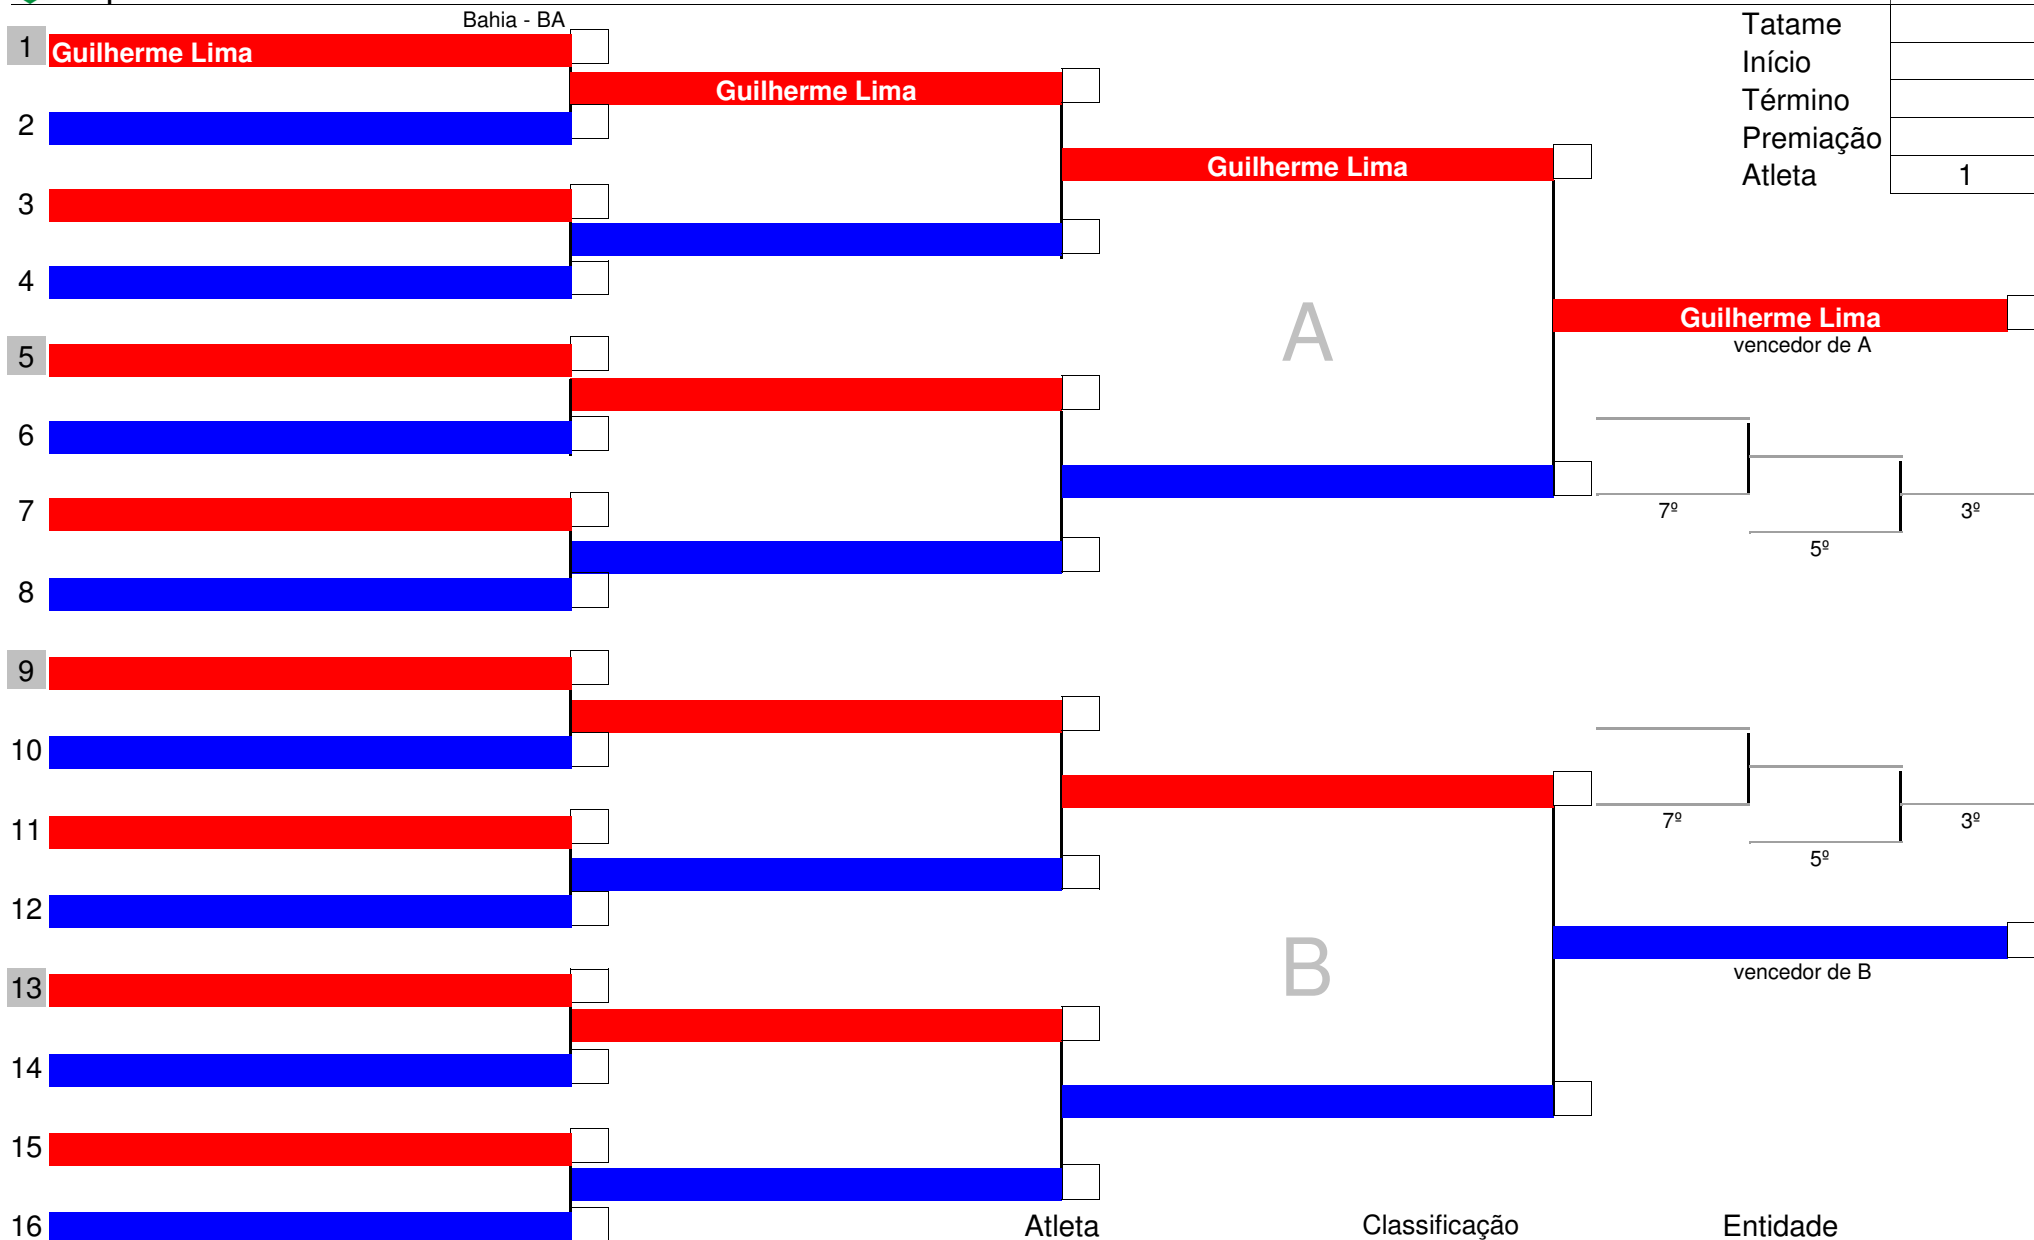 Bahia - BA
Tatame
1 Guilherme Lima
Início
Guilherme Lima
Término
2
Premiação
Guilherme Lima
Atleta 1
3
4
A
Guilherme Lima
vencedor de A
5
6
7
7º 3º
5º
8
9
10
11
7º 3º
5º
12
B
vencedor de B
13
14
15
16
Atleta Classificação Entidade